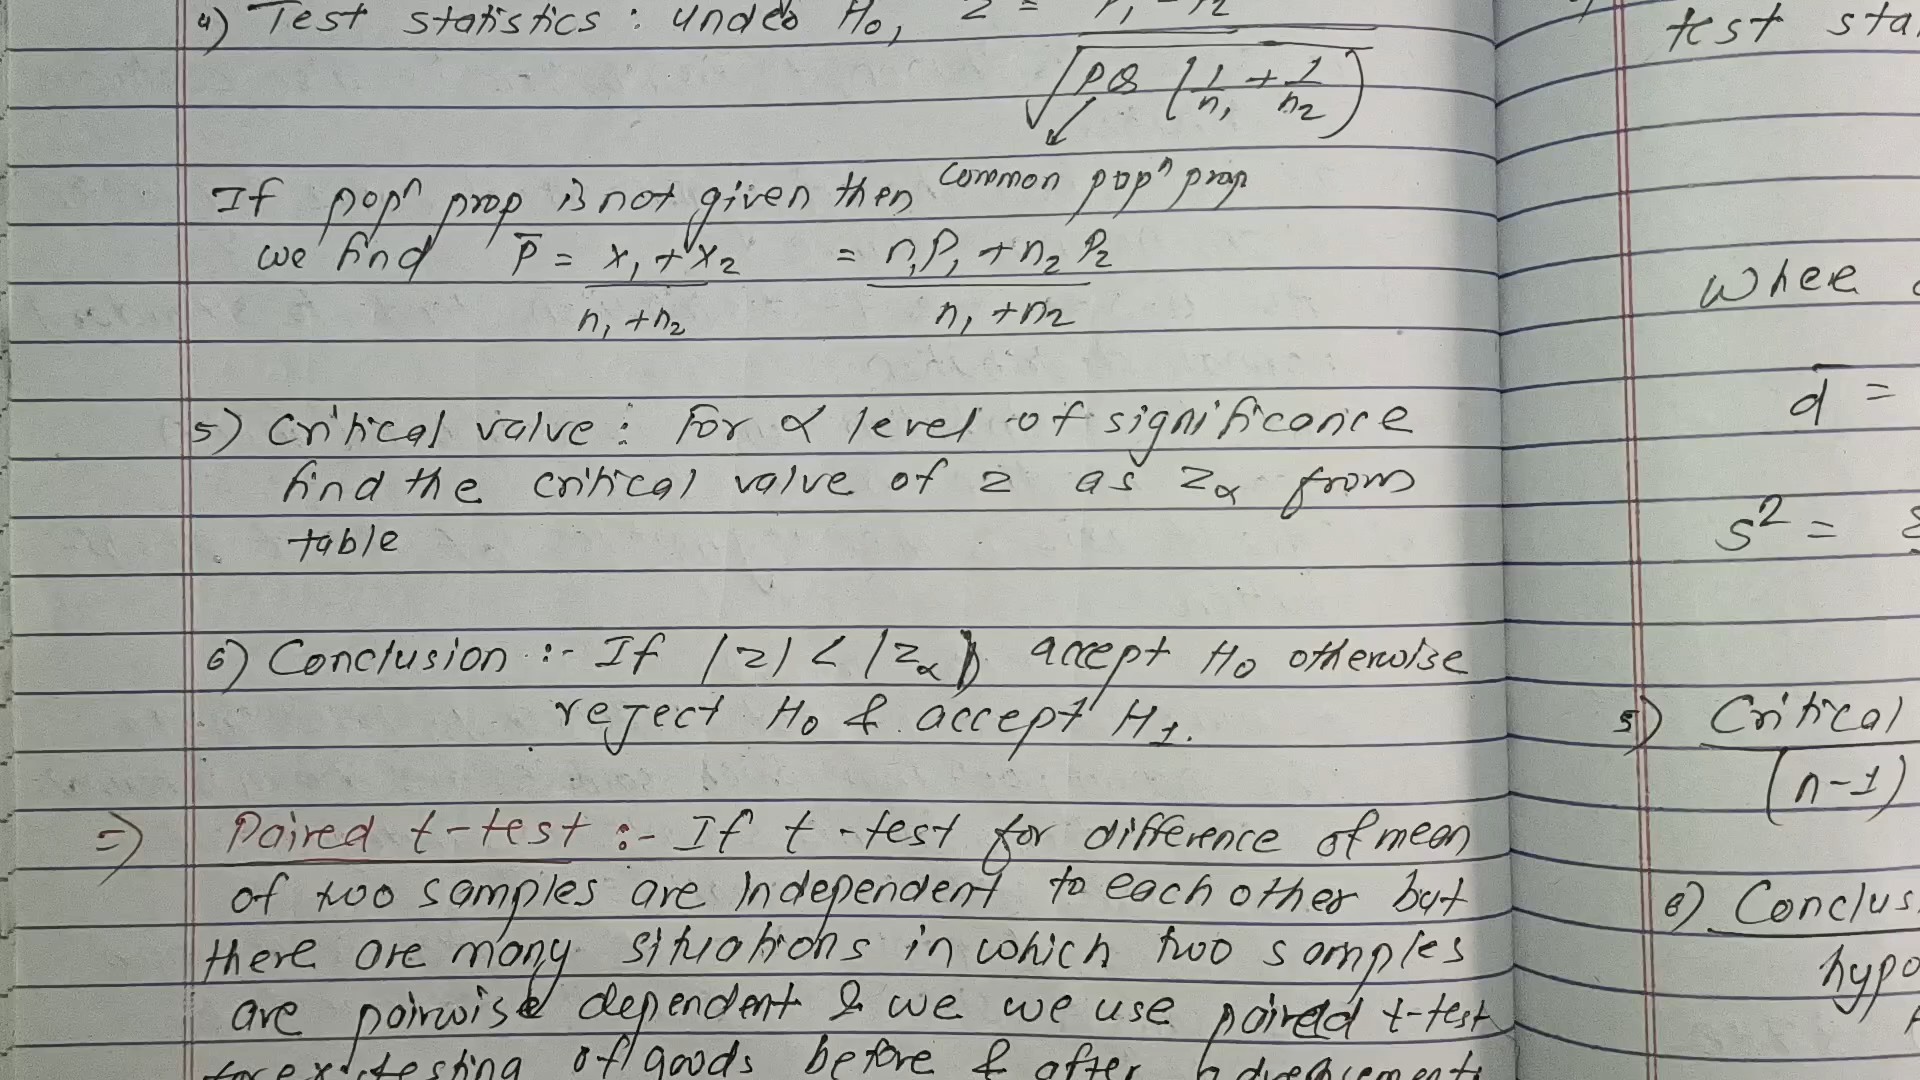 4) Test statistics : under H₀, z = P₁ - P₂
√PQ (1/n₁ + 1/n₂)
common popⁿ prop
If popⁿ prop is not given then
we find P̄ = x₁ + x₂ = n₁P₁ + n₂P₂
n₁ + n₂ n₁ + n₂
5) Critical value : For α level of significance
find the critical value of z as zα from
table
6) Conclusion :- If |z| < |zα| accept H₀ otherwise
reject H₀ & accept H₁.
=) Paired t-test :- If t-test for difference of mean
of two samples are Independent to each other but
there are many situations in which two samples
are pairwise dependent & we we use paired t-test
for ex: testing of goods before & after
test sta
Where
d̄ =
s² =
5) Critical
(n-1)
6) Conclus
hypo